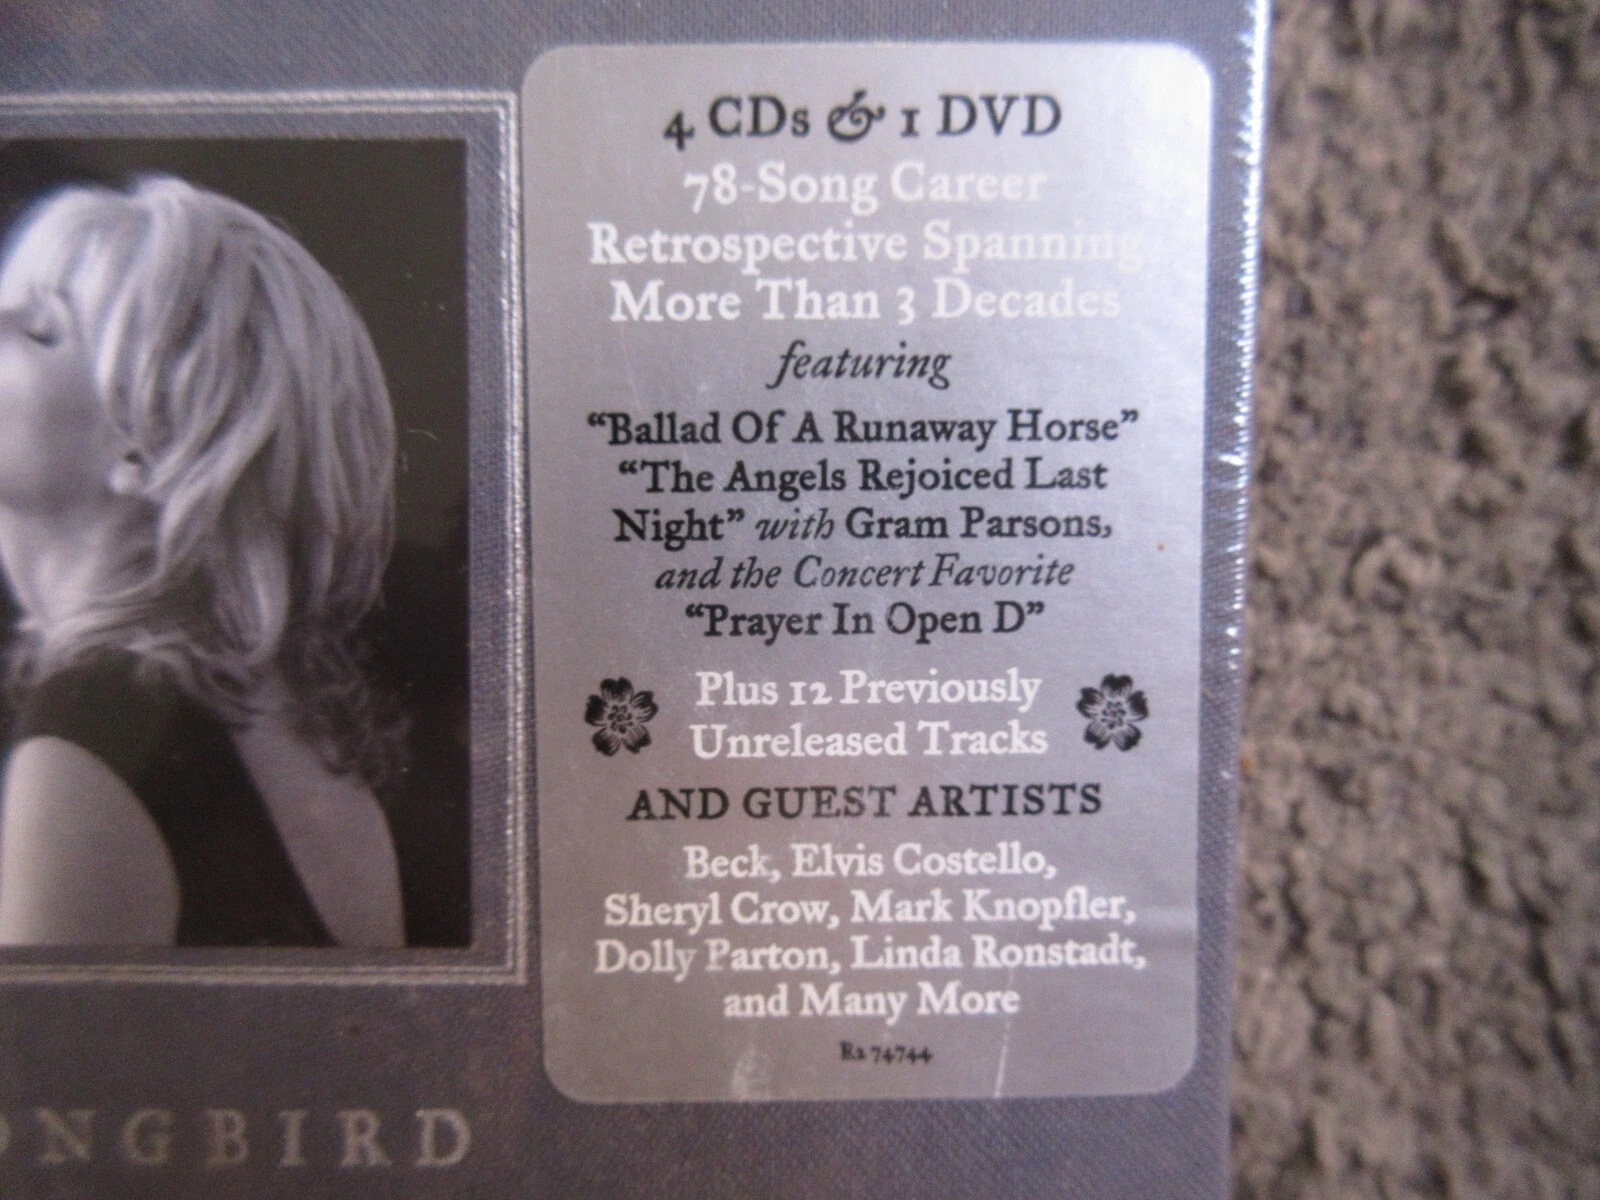 4 CDs & 1 DVD
78-Song Career
Retrospective Spanning
More Than 3 Decades
featuring
“Ballad Of A Runaway Horse”
“The Angels Rejoiced Last
Night” with Gram Parsons,
and the Concert Favorite
“Prayer In Open D”
Plus 12 Previously
Unreleased Tracks
AND GUEST ARTISTS
Beck, Elvis Costello,
Sheryl Crow, Mark Knopfler,
Dolly Parton, Linda Ronstadt,
and Many More
R2 74744
ONGBIRD